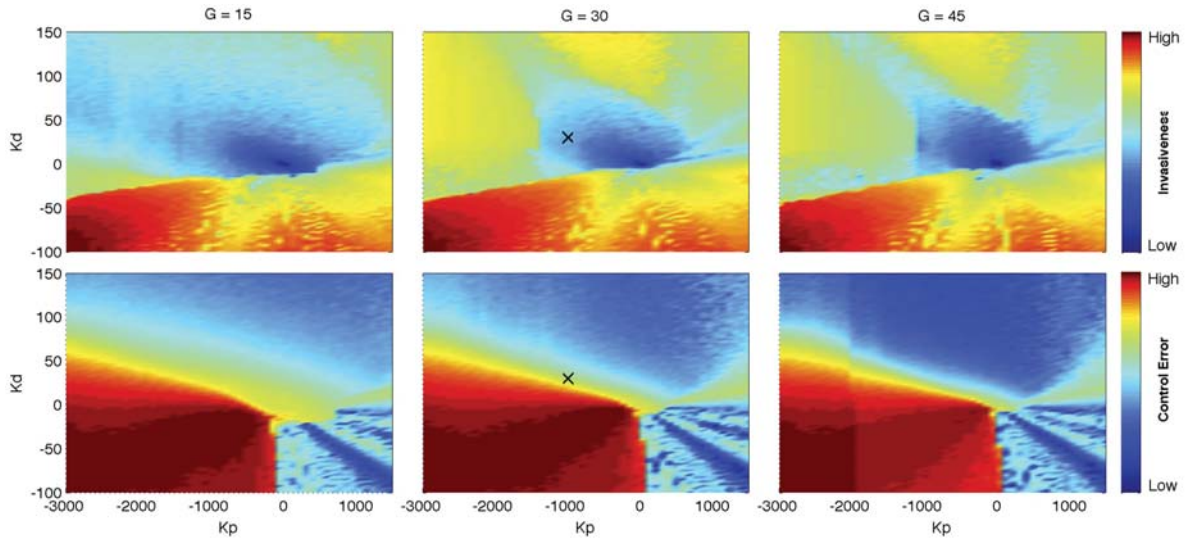 G = 15 G = 30 G = 45
150
100
50
0
-50
-100
Kd
High
Invasiveness
Low
150
100
50
0
-50
-100
Kd
High
Control Error
Low
-3000 -2000 -1000 0 1000 -3000 -2000 -1000 0 1000 -3000 -2000 -1000 0 1000
Kp Kp Kp